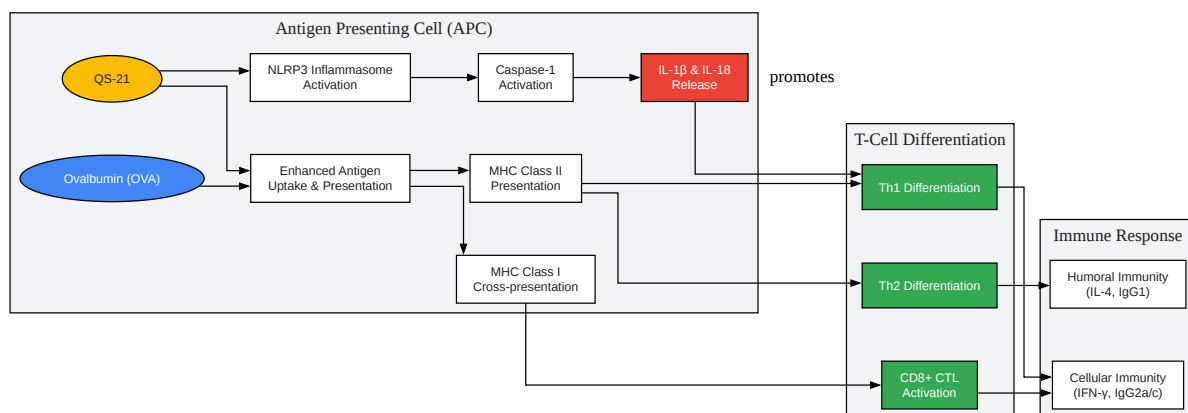 Antigen Presenting Cell (APC)
QS-21
NLRP3 Inflammasome
Activation
Caspase-1
Activation
IL-1β & IL-18
Release
promotes
Ovalbumin (OVA)
Enhanced Antigen
Uptake & Presentation
MHC Class II
Presentation
MHC Class I
Cross-presentation
T-Cell Differentiation
Th1 Differentiation
Th2 Differentiation
CD8+ CTL
Activation
Immune Response
Humoral Immunity
(IL-4, IgG1)
Cellular Immunity
(IFN-γ, IgG2a/c)